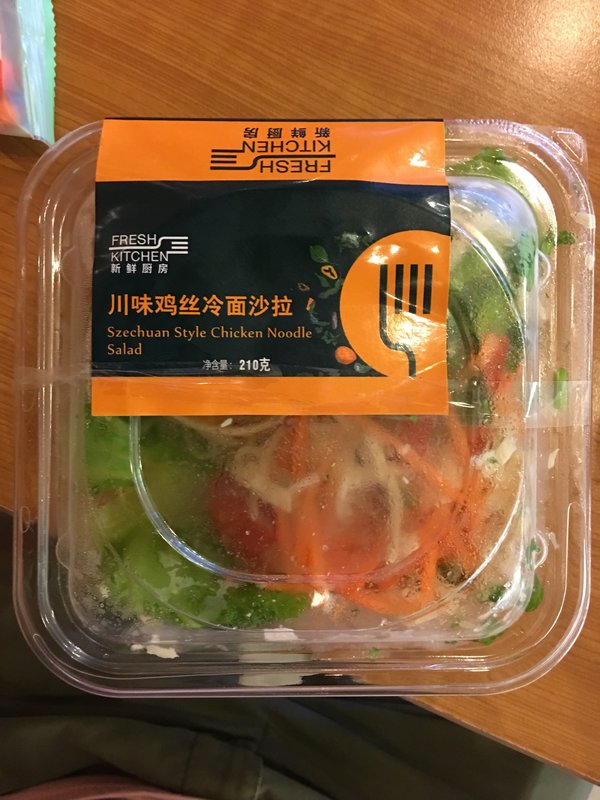 FRESH
KITCHEN
新鲜厨房
FRESH
KITCHEN
新鲜厨房
川味鸡丝冷面沙拉
Szechuan Style Chicken Noodle
Salad
净含量: 210克